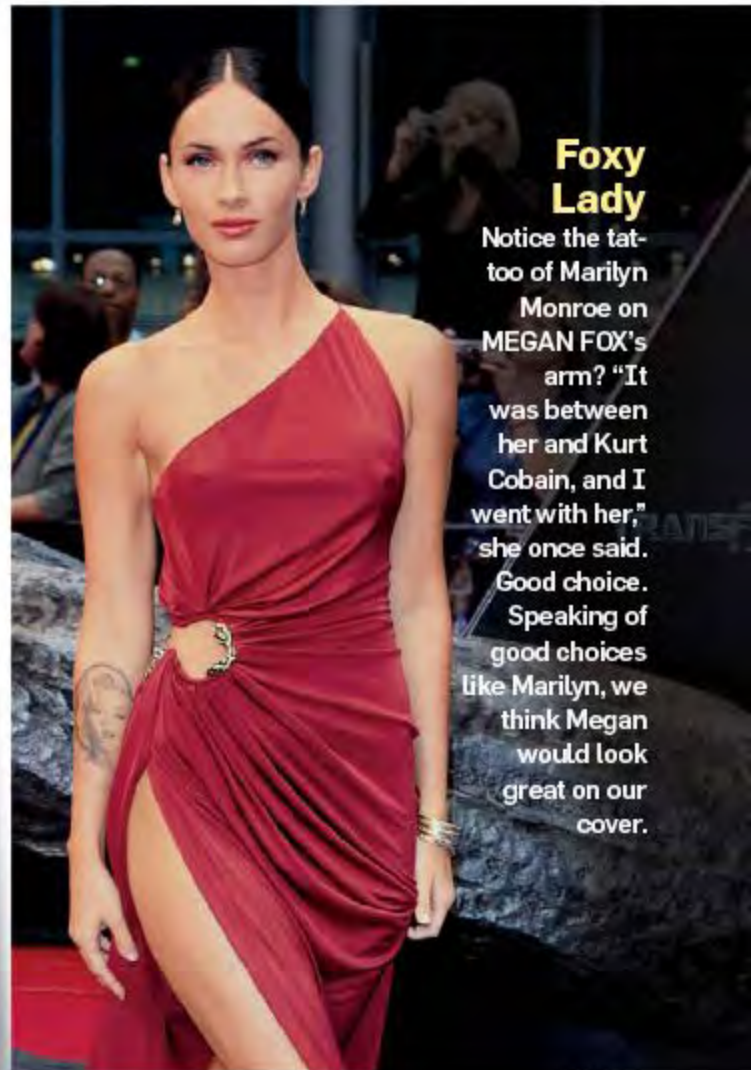 Foxy
Lady
Notice the tat-
too of Marilyn
Monroe on
MEGAN FOX's
arm? “It
was between
her and Kurt
Cobain, and I
went with her,”
she once said.
Good choice.
Speaking of
good choices
like Marilyn, we
think Megan
would look
great on our
cover.
TRANSF